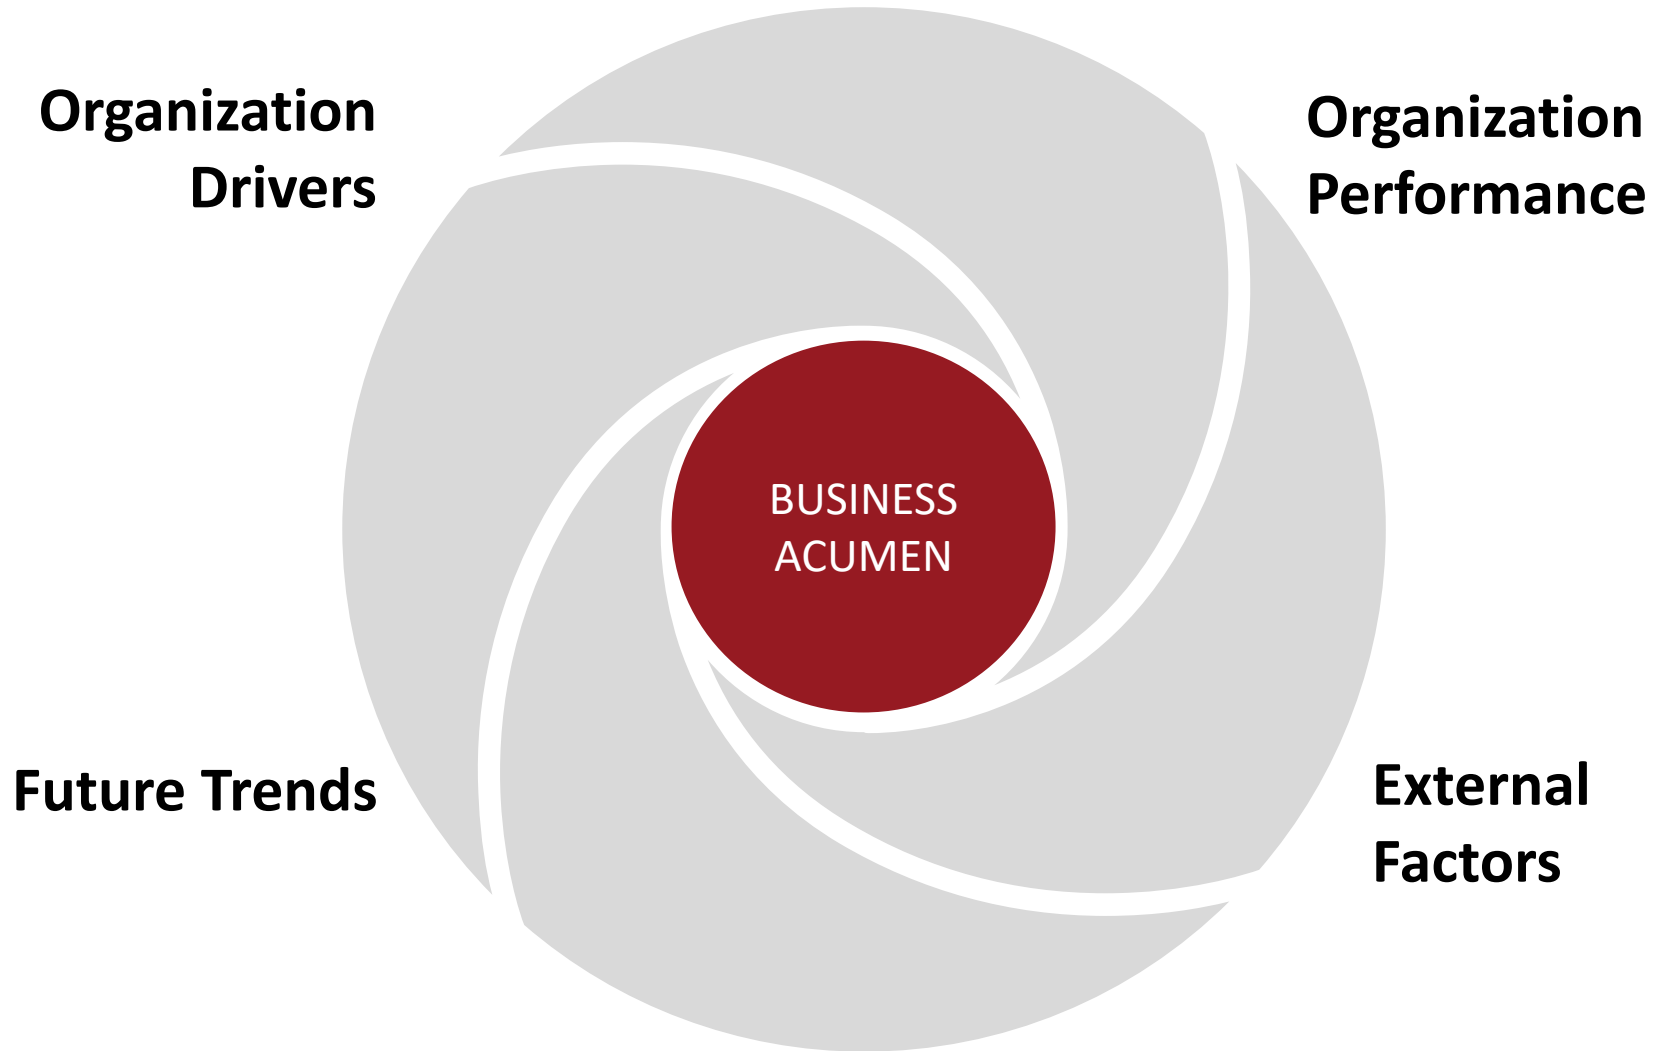 Organization
Drivers
Organization
Performance
BUSINESS
ACUMEN
Future Trends
External
Factors